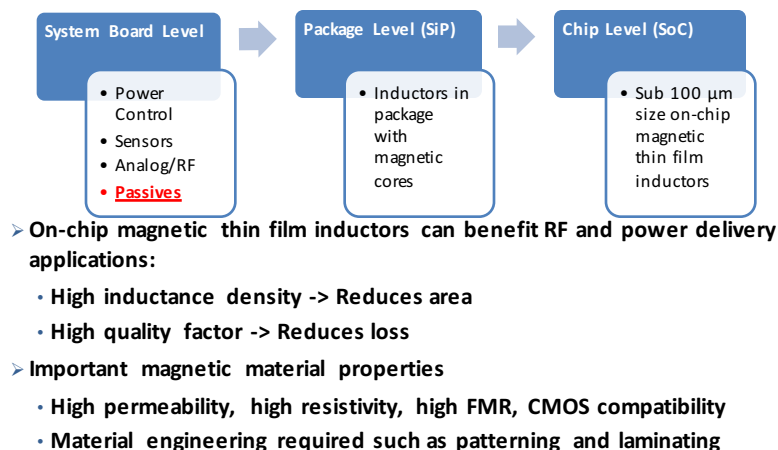 System Board Level
• Power
Control
• Sensors
• Analog/RF
• Passives
Package Level (SiP)
• Inductors in
package
with
magnetic
cores
Chip Level (SoC)
• Sub 100 µm
size on-chip
magnetic
thin film
inductors
➢ On-chip magnetic thin film inductors can benefit RF and power delivery
applications:
• High inductance density -> Reduces area
• High quality factor -> Reduces loss
➢ Important magnetic material properties
• High permeability, high resistivity, high FMR, CMOS compatibility
• Material engineering required such as patterning and laminating